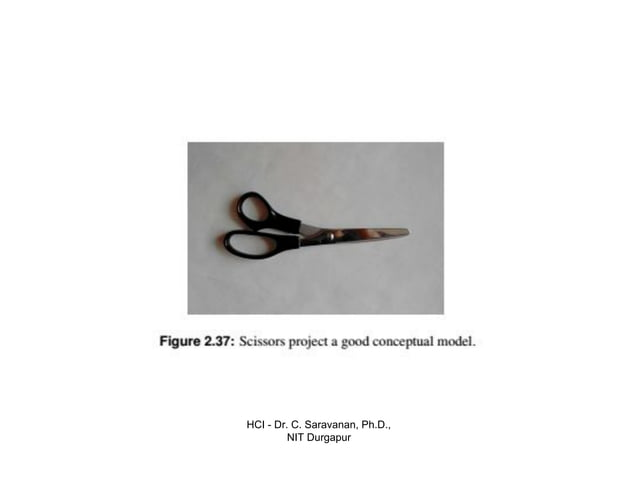 Figure 2.37: Scissors project a good conceptual model.
HCI - Dr. C. Saravanan, Ph.D.,
NIT Durgapur